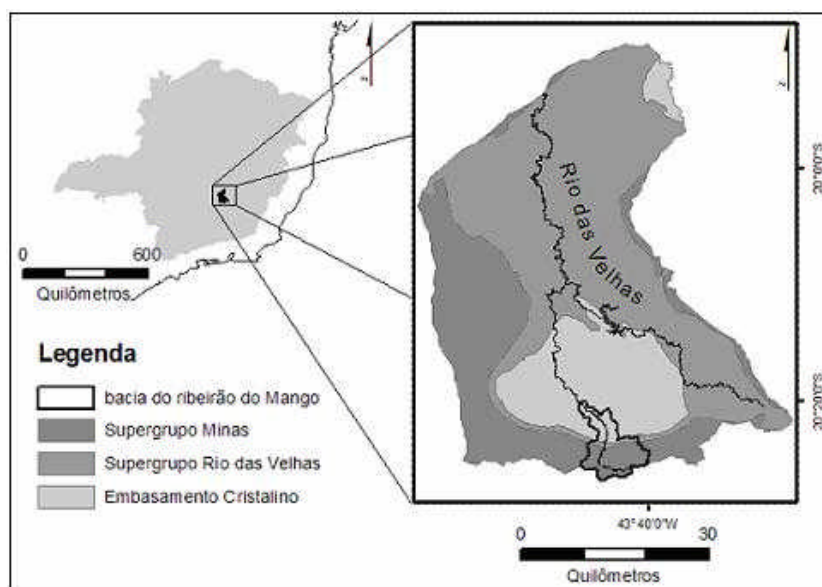 z
0 600
Quilômetros
Legenda
bacia do ribeirão do Mango
Supergrupo Minas
Supergrupo Rio das Velhas
Embasamento Cristalino
z
Rio das Velhas
20°0'0"S
20°20'0"S
43°40'0"W
0 30
Quilômetros